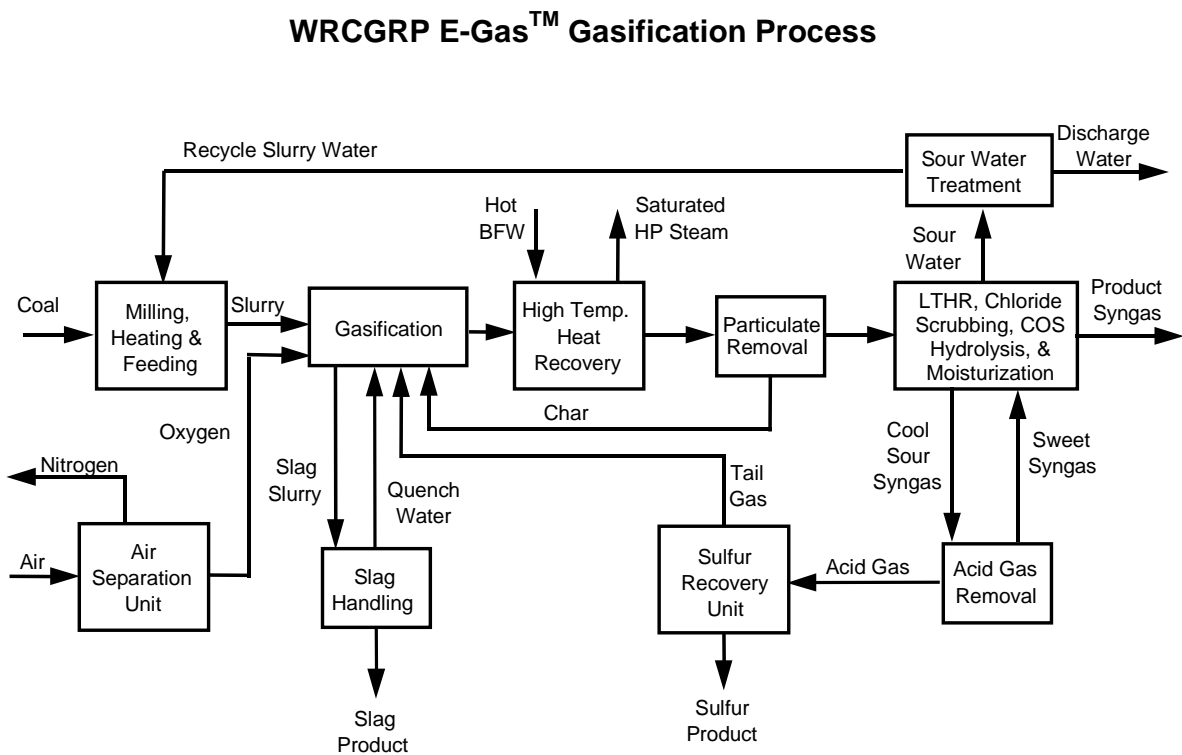 WRCGRP E-Gas™ Gasification Process
Recycle Slurry Water
Sour Water
Treatment
Discharge
Water
Hot
BFW
Saturated
HP Steam
Sour
Water
Coal
Milling,
Heating &
Feeding
Slurry
Gasification
High Temp.
Heat
Recovery
Particulate
Removal
LTHR, Chloride
Scrubbing, COS
Hydrolysis, &
Moisturization
Product
Syngas
Char
Oxygen
Nitrogen
Slag
Slurry
Quench
Water
Tail
Gas
Cool
Sour
Syngas
Sweet
Syngas
Air
Air
Separation
Unit
Slag
Handling
Sulfur
Recovery
Unit
Acid Gas
Acid Gas
Removal
Slag
Product
Sulfur
Product